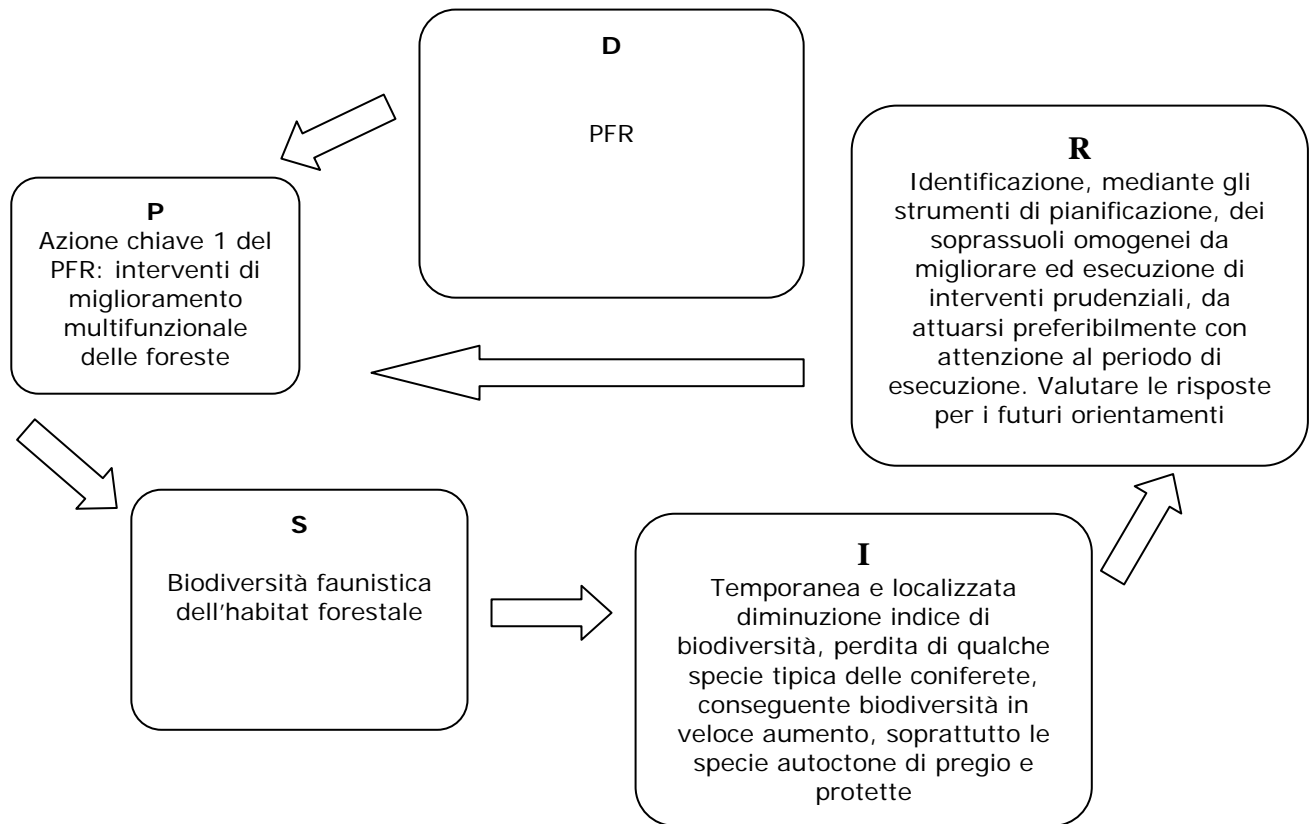 D
PFR
P
Azione chiave 1 del
PFR: interventi di
miglioramento
multifunzionale
delle foreste
S
Biodiversità faunistica
dell'habitat forestale
I
Temporanea e localizzata
diminuzione indice di
biodiversità, perdita di qualche
specie tipica delle coniferete,
conseguente biodiversità in
veloce aumento, soprattutto le
specie autoctone di pregio e
protette
R
Identificazione, mediante gli
strumenti di pianificazione, dei
soprassuoli omogenei da
migliorare ed esecuzione di
interventi prudenziali, da
attuarsi preferibilmente con
attenzione al periodo di
esecuzione. Valutare le risposte
per i futuri orientamenti